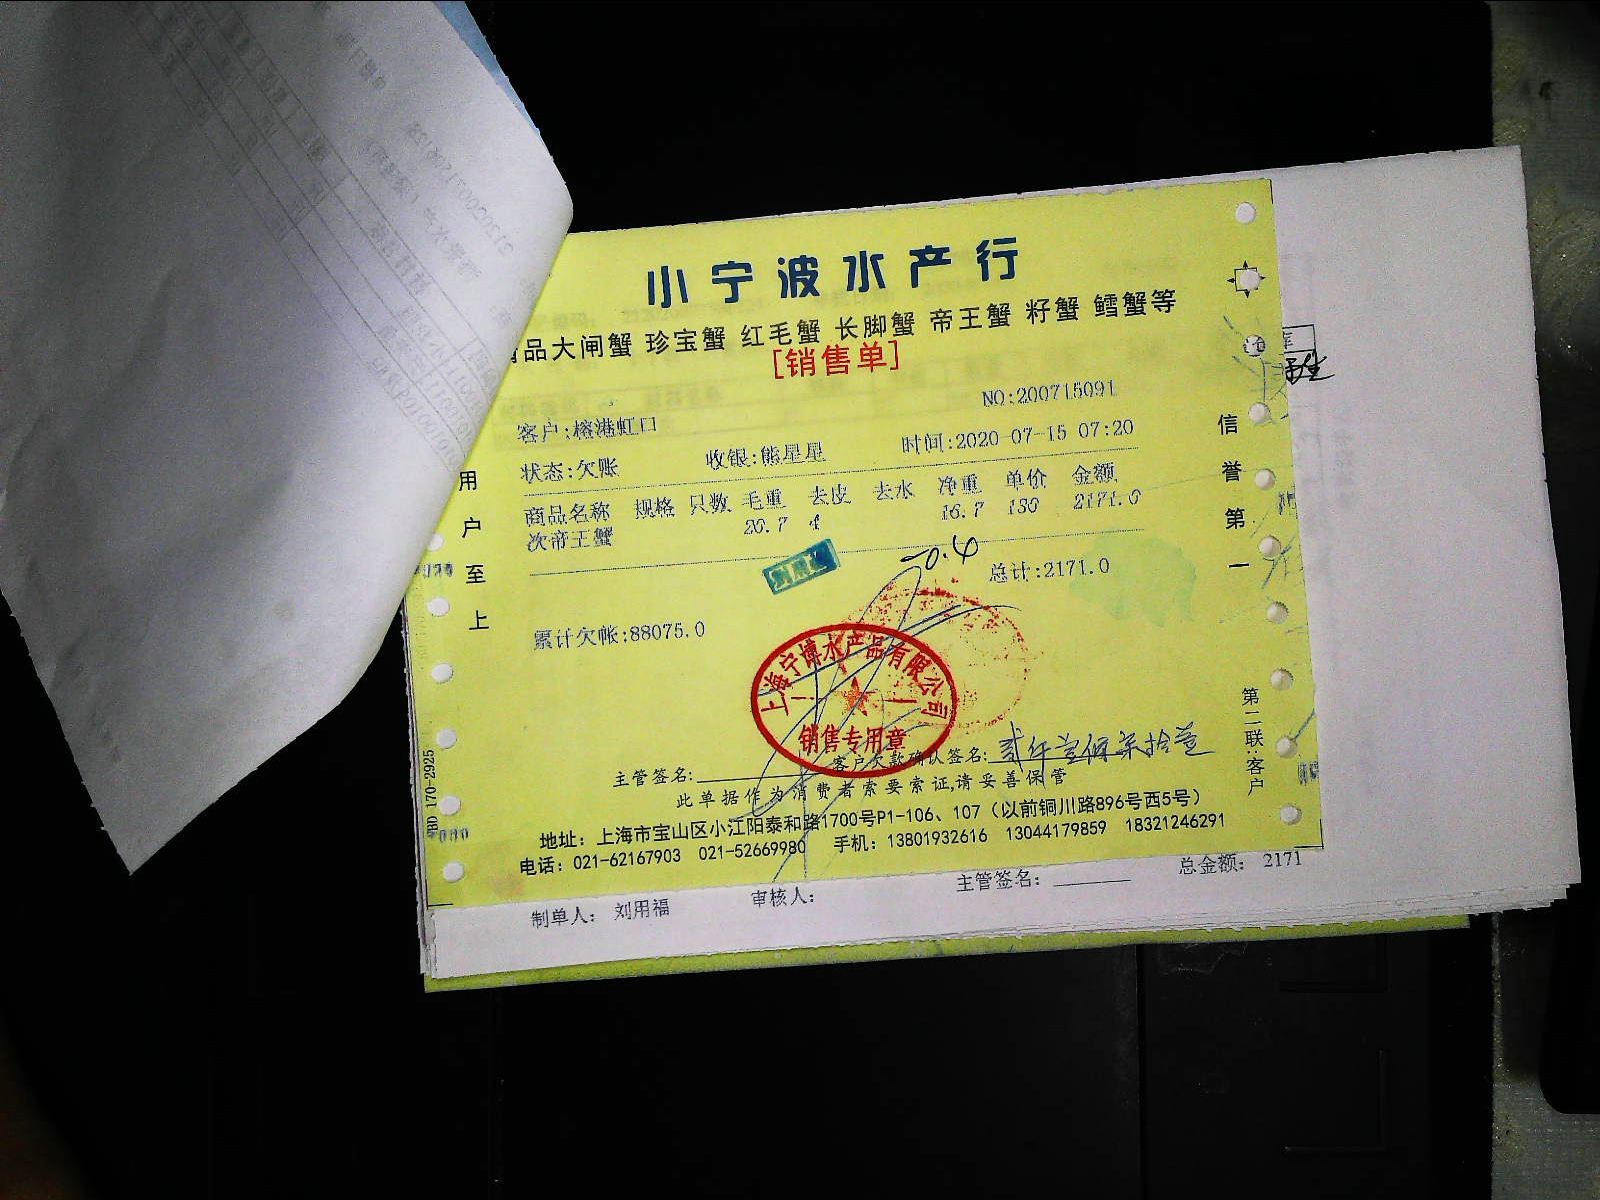 小宁波水产行
品大闸蟹 珍宝蟹 红毛蟹 长脚蟹 帝王蟹 籽蟹 鳕蟹等
[销售单]
NO:200715091
客户:榕港虹口
状态:欠账 收银:熊星星 时间:2020-07-15 07:20
商品名称 规格 只数 毛重 去皮 去水 净重 单价 金额
次帝王蟹 20.7 4 16.7 130 2171.0
-0.4
总计:2171.0
累计欠帐:88075.0
上海宁博水产品有限公司
销售专用章
主管签名: 客户欠款确认签名: 贰仟壹佰柒拾壹
此单据作为消费者索要索证,请妥善保管
地址: 上海市宝山区小江阳泰和路1700号P1-106、107（以前铜川路896号西5号）
电话: 021-62167903 021-52669980 手机: 13801932616 13044179859 18321246291
用户至上
信誉第一
第二联:客户
170-2925
制单人: 刘用福 审核人: 主管签名: 总金额: 2171